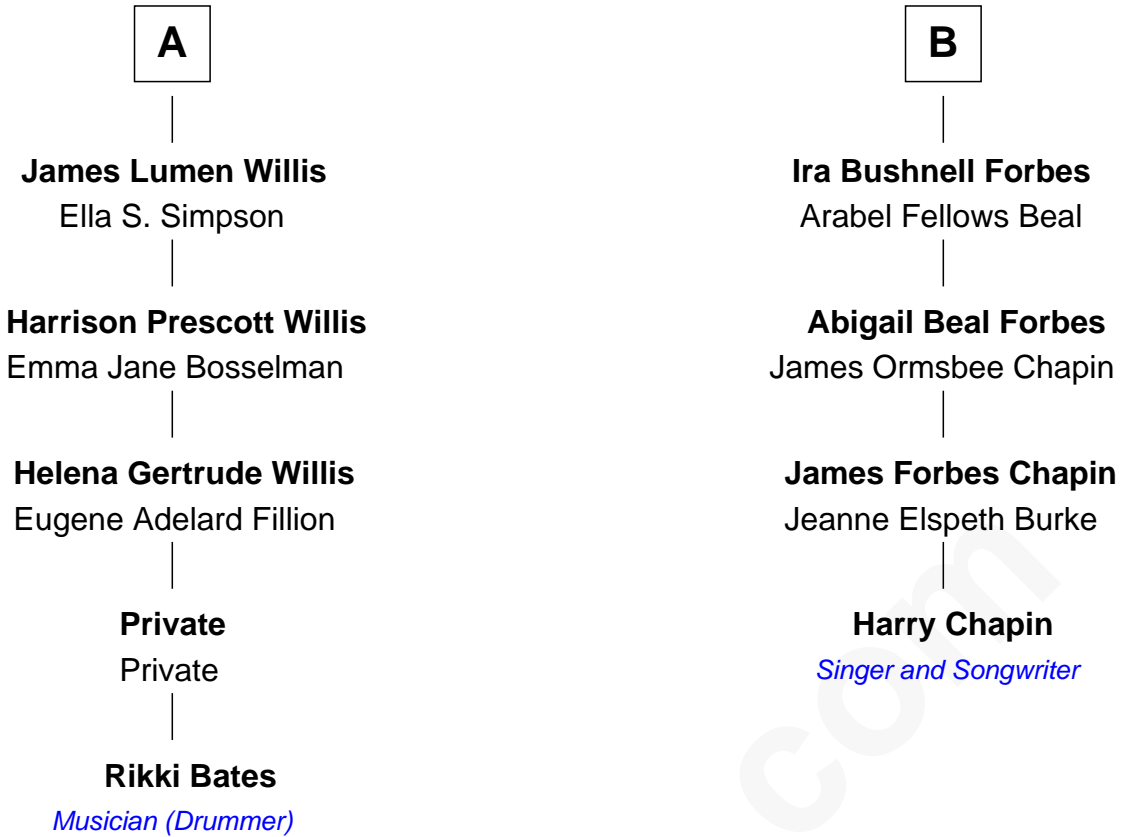 A
James Lumen Willis
Ella S. Simpson
Harrison Prescott Willis
Emma Jane Bosselman
Helena Gertrude Willis
Eugene Adelard Fillion
Private
Private
Rikki Bates
Musician (Drummer)
B
Ira Bushnell Forbes
Arabel Fellows Beal
Abigail Beal Forbes
James Ormsbee Chapin
James Forbes Chapin
Jeanne Elspeth Burke
Harry Chapin
Singer and Songwriter
com